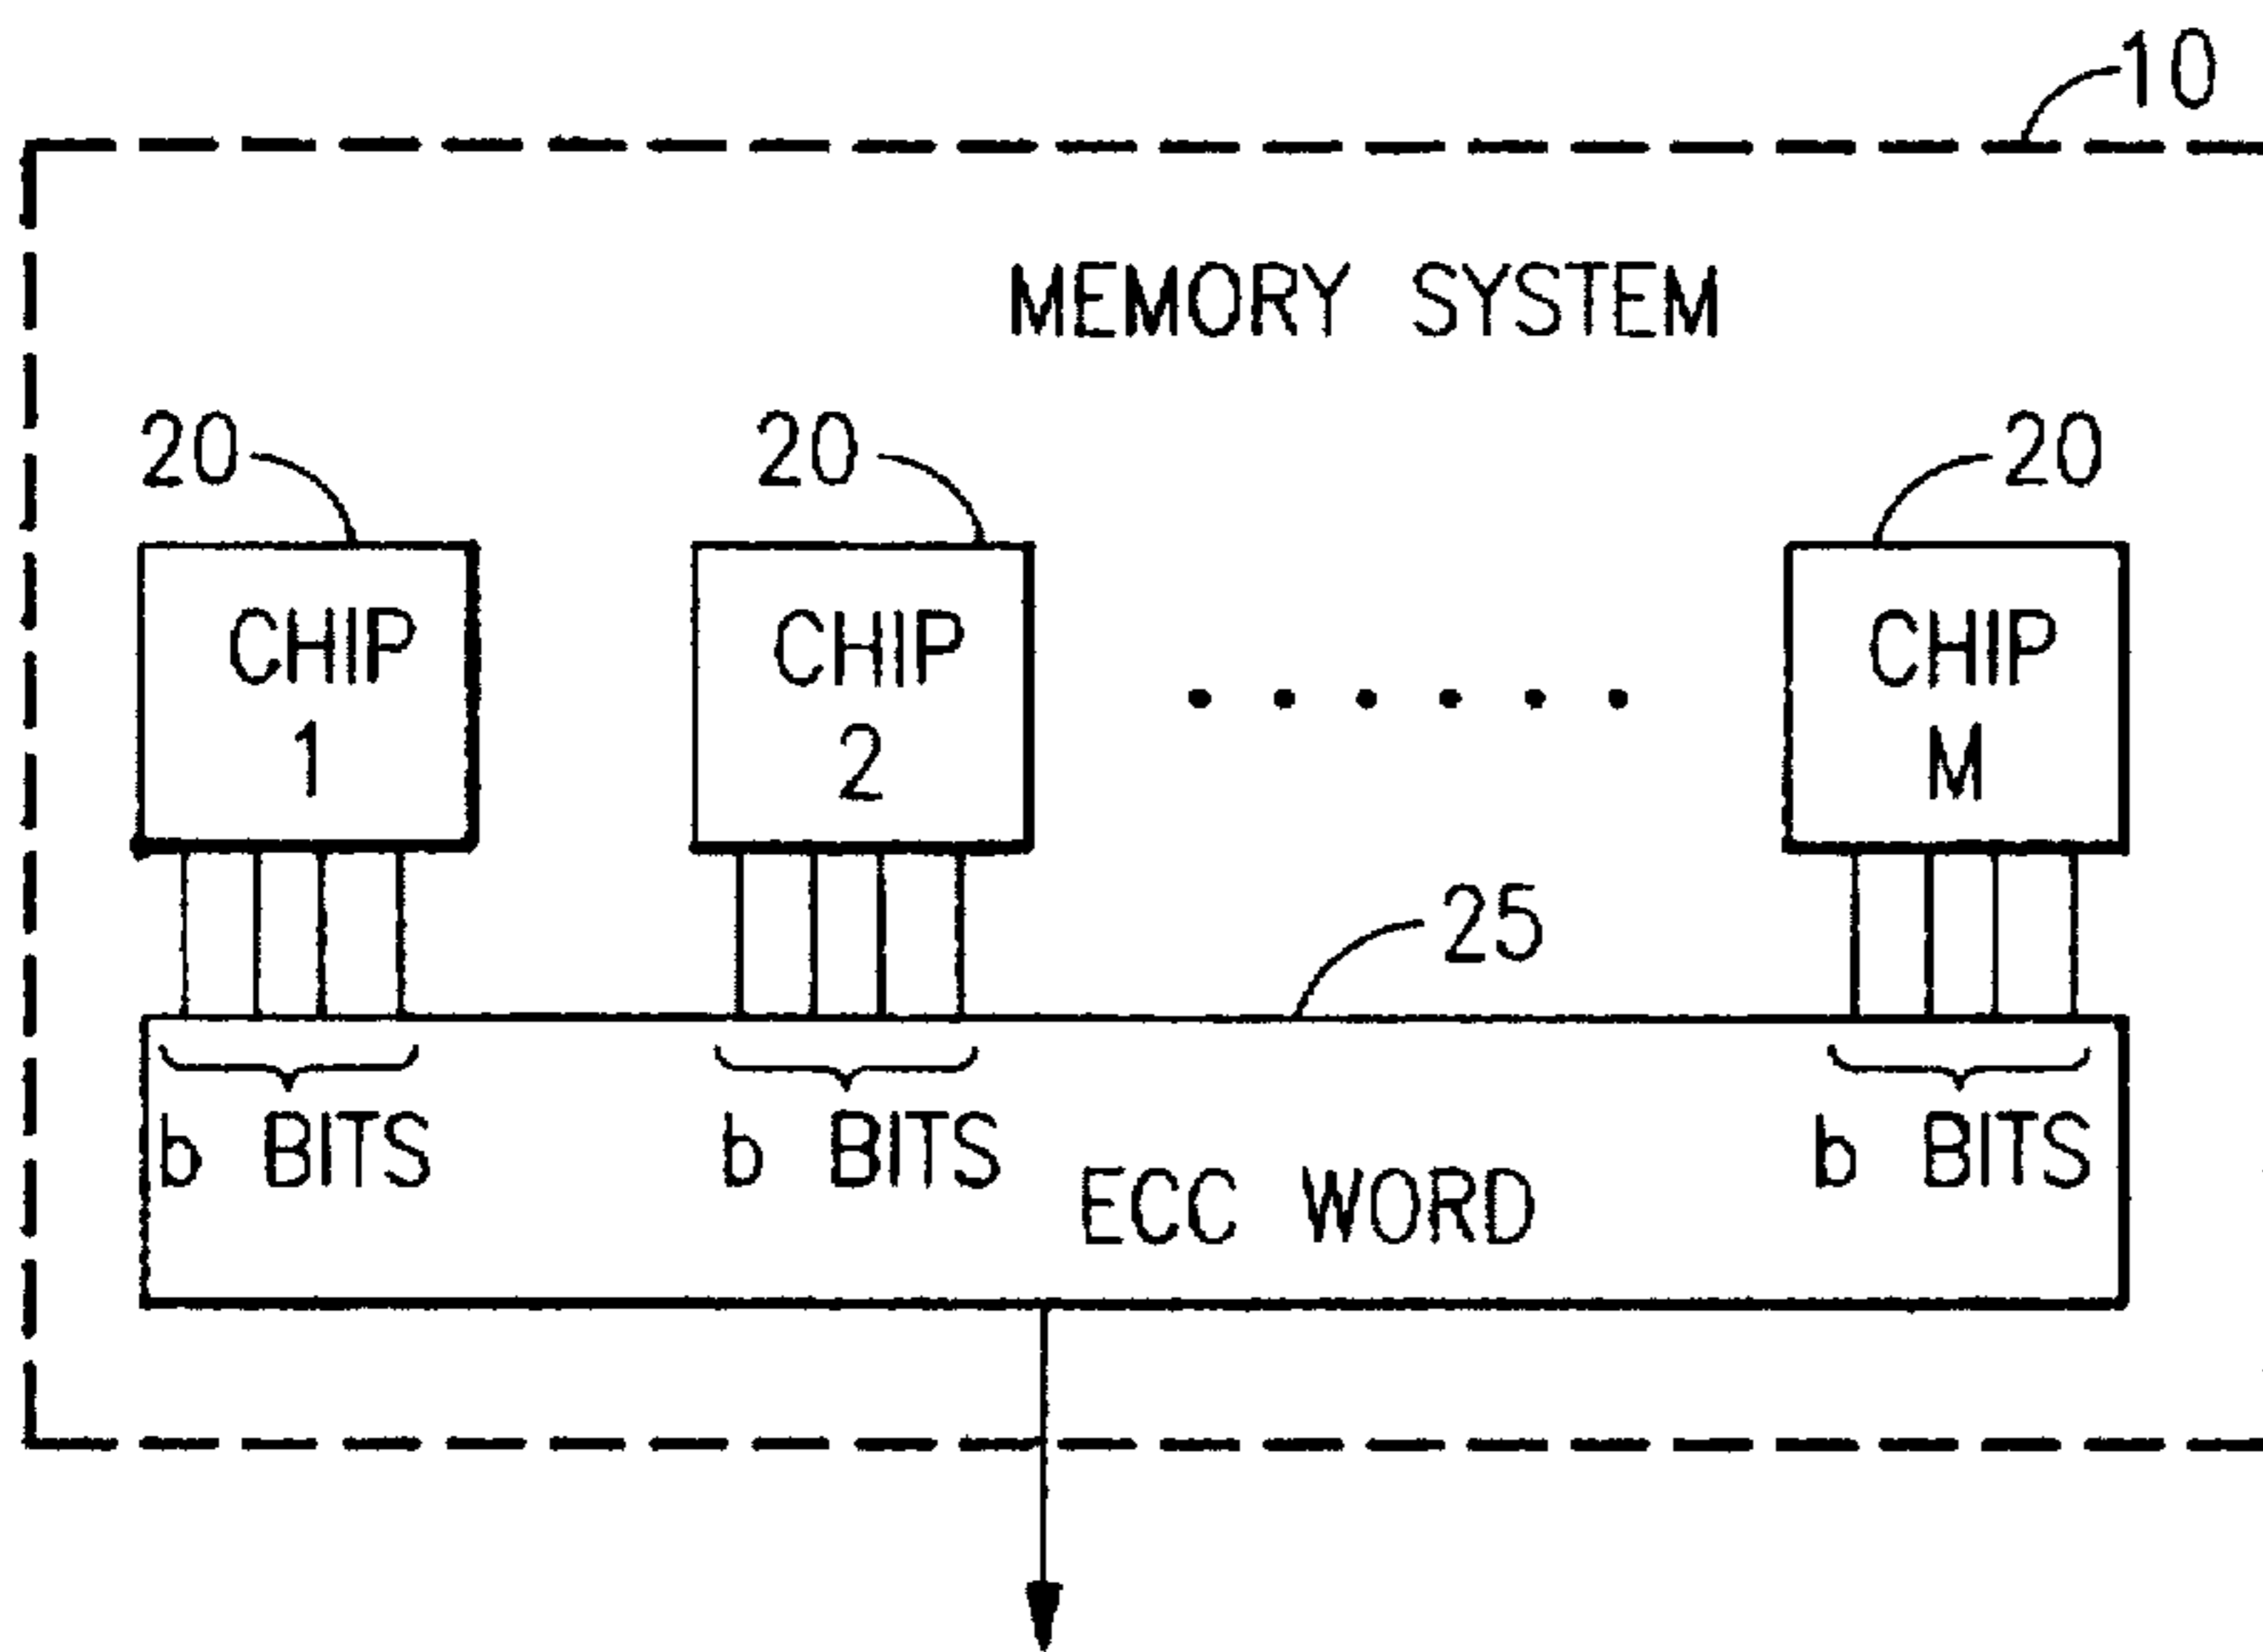 10
MEMORY SYSTEM
20 20 20
CHIP 1
CHIP 2
CHIP M
25
b BITS b BITS b BITS
ECC WORD